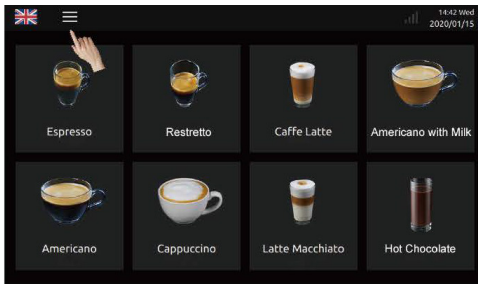 14:42 Wed
2020/01/15
Espresso
Restretto
Caffe Latte
Americano with Milk
Americano
Cappuccino
Latte Macchiato
Hot Chocolate